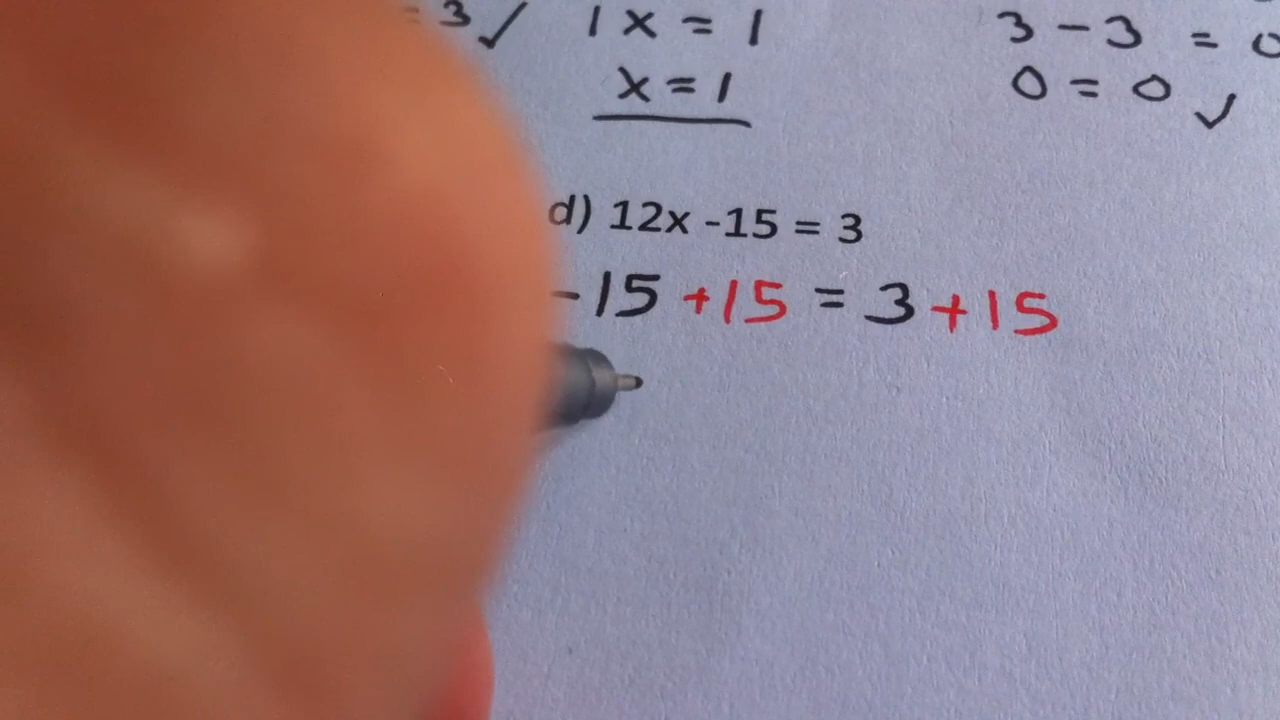 = 3 ✓ 1x = 1 3 - 3 = 0
x = 1 0 = 0 ✓
d) 12x -15 = 3
-15 +15 = 3 +15